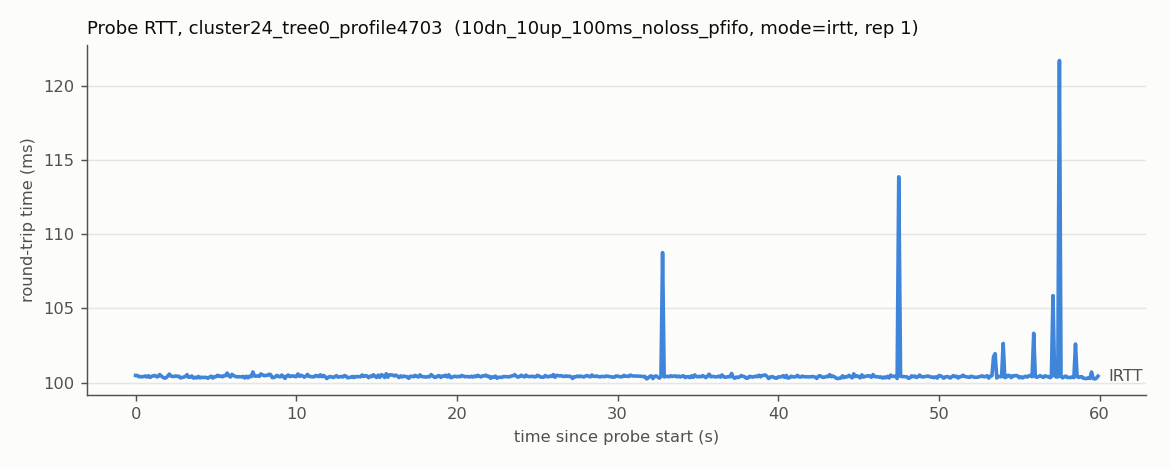 Probe RTT, cluster24_tree0_profile4703  (10dn_10up_100ms_noloss_pfifo, mode=irtt, rep 1)
120
115
110
105
100
round-trip time (ms)
IRTT
0 10 20 30 40 50 60
time since probe start (s)